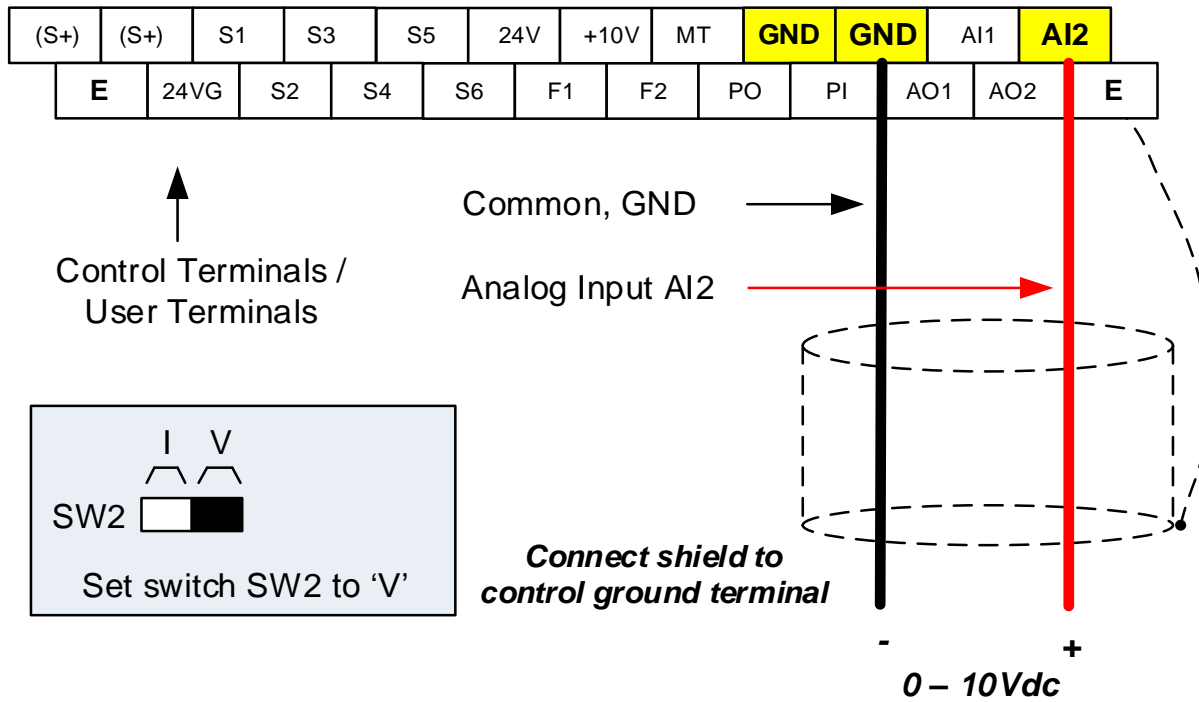 (S+) (S+) S1 S3 S5 24V +10V MT GND GND AI1 AI2
E 24VG S2 S4 S6 F1 F2 PO PI AO1 AO2 E
Common, GND
Control Terminals /
User Terminals
Analog Input AI2
I V
SW2
Set switch SW2 to ‘V’
Connect shield to
control ground terminal
- +
0 – 10Vdc